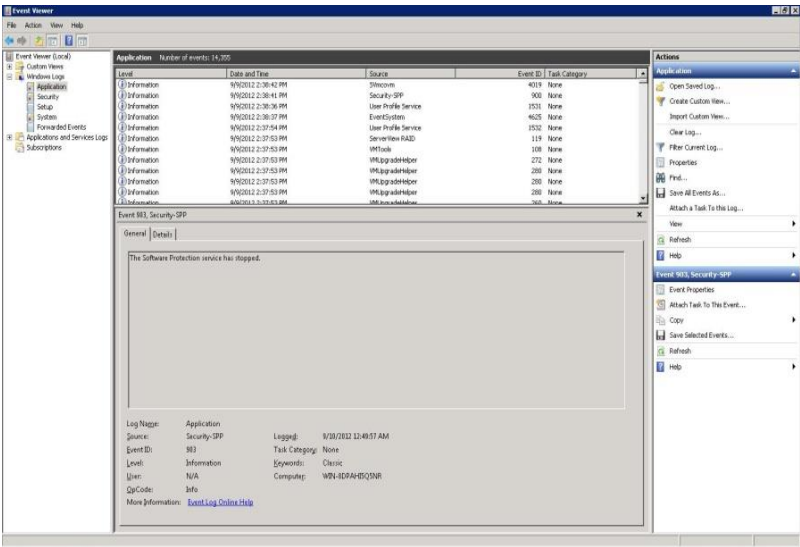 Event Viewer
File Action View Help
Event Viewer (Local)
Custom Views
Windows Logs
Application
Security
Setup
System
Forwarded Events
Applications and Services Logs
Subscriptions
Application Number of events: 14,355
Level Date and Time Source Event ID Task Category
Information 9/9/2012 2:38:42 PM SVmcovm 4019 None
Information 9/9/2012 2:38:41 PM Security-SPP 900 None
Information 9/9/2012 2:38:36 PM User Profile Service 1531 None
Information 9/9/2012 2:38:37 PM EventSystem 4625 None
Information 9/9/2012 2:37:54 PM User Profile Service 1532 None
Information 9/9/2012 2:37:53 PM ServerView RAID 119 None
Information 9/9/2012 2:37:53 PM VMTools 108 None
Information 9/9/2012 2:37:53 PM VMUpgradeHelper 272 None
Information 9/9/2012 2:37:53 PM VMUpgradeHelper 280 None
Information 9/9/2012 2:37:53 PM VMUpgradeHelper 280 None
Information 9/9/2012 2:37:53 PM VMUpgradeHelper 260 None
Event 903, Security-SPP
General Details
The Software Protection service has stopped.
Log Name: Application
Source: Security-SPP Logged: 9/10/2012 12:49:57 AM
Event ID: 903 Task Category: None
Level: Information Keywords: Classic
User: N/A Computer: WIN-8DPAHI5Q5NR
OpCode: Info
More Information: Event Log Online Help
Actions
Application
Open Saved Log...
Create Custom View...
Import Custom View...
Clear Log...
Filter Current Log...
Properties
Find...
Save All Events As...
Attach a Task To this Log...
View
Refresh
Help
Event 903, Security-SPP
Event Properties
Attach Task To This Event...
Copy
Save Selected Events...
Refresh
Help